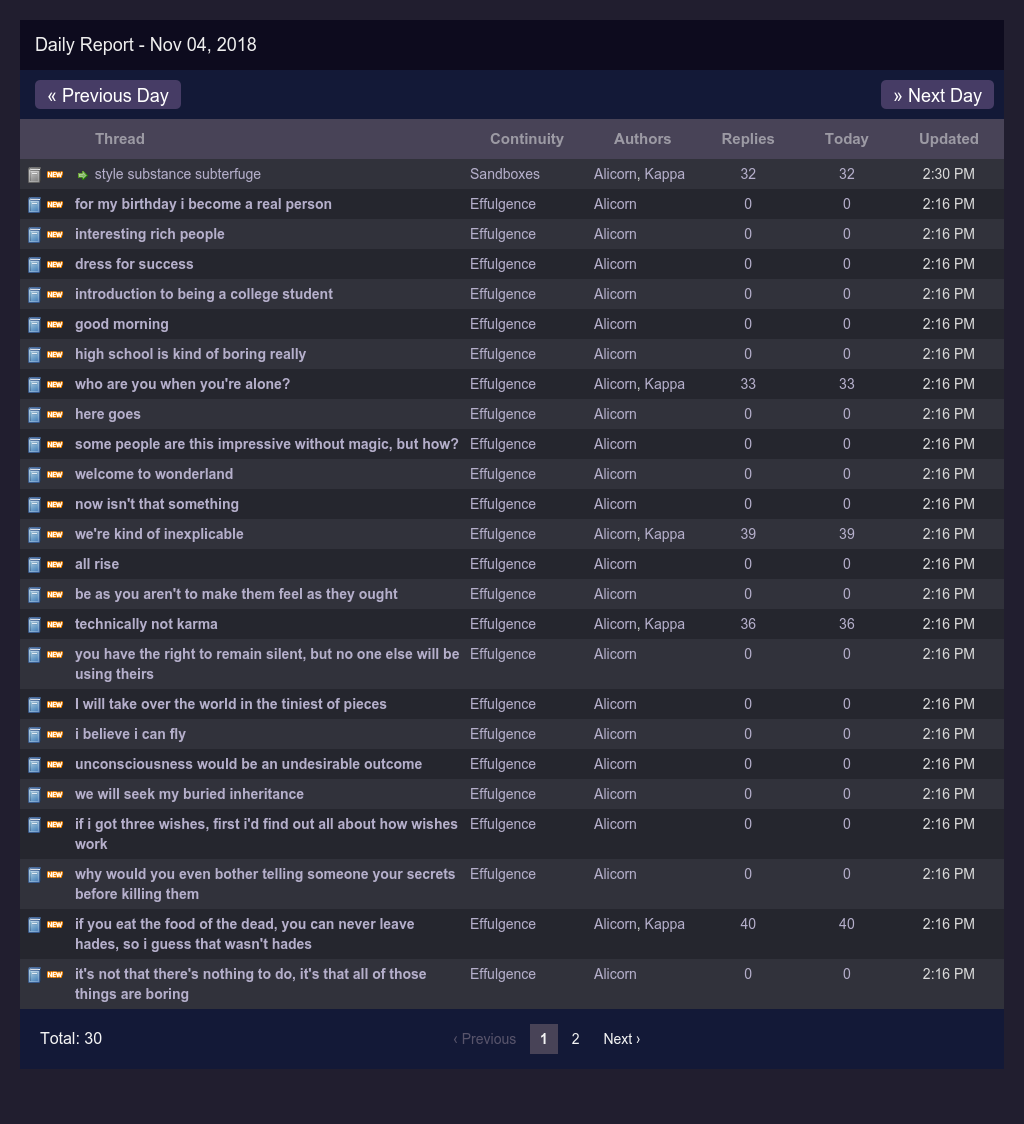 Daily Report - Nov 04, 2018
« Previous Day » Next Day
Thread Continuity Authors Replies Today Updated
NEW style substance subterfuge Sandboxes Alicorn, Kappa 32 32 2:30 PM
NEW for my birthday i become a real person Effulgence Alicorn 0 0 2:16 PM
NEW interesting rich people Effulgence Alicorn 0 0 2:16 PM
NEW dress for success Effulgence Alicorn 0 0 2:16 PM
NEW introduction to being a college student Effulgence Alicorn 0 0 2:16 PM
NEW good morning Effulgence Alicorn 0 0 2:16 PM
NEW high school is kind of boring really Effulgence Alicorn 0 0 2:16 PM
NEW who are you when you're alone? Effulgence Alicorn, Kappa 33 33 2:16 PM
NEW here goes Effulgence Alicorn 0 0 2:16 PM
NEW some people are this impressive without magic, but how? Effulgence Alicorn 0 0 2:16 PM
NEW welcome to wonderland Effulgence Alicorn 0 0 2:16 PM
NEW now isn't that something Effulgence Alicorn 0 0 2:16 PM
NEW we're kind of inexplicable Effulgence Alicorn, Kappa 39 39 2:16 PM
NEW all rise Effulgence Alicorn 0 0 2:16 PM
NEW be as you aren't to make them feel as they ought Effulgence Alicorn 0 0 2:16 PM
NEW technically not karma Effulgence Alicorn, Kappa 36 36 2:16 PM
NEW you have the right to remain silent, but no one else will be Effulgence Alicorn 0 0 2:16 PM
using theirs
NEW I will take over the world in the tiniest of pieces Effulgence Alicorn 0 0 2:16 PM
NEW i believe i can fly Effulgence Alicorn 0 0 2:16 PM
NEW unconsciousness would be an undesirable outcome Effulgence Alicorn 0 0 2:16 PM
NEW we will seek my buried inheritance Effulgence Alicorn 0 0 2:16 PM
NEW if i got three wishes, first i'd find out all about how wishes Effulgence Alicorn 0 0 2:16 PM
work
NEW why would you even bother telling someone your secrets Effulgence Alicorn 0 0 2:16 PM
before killing them
NEW if you eat the food of the dead, you can never leave Effulgence Alicorn, Kappa 40 40 2:16 PM
hades, so i guess that wasn't hades
NEW it's not that there's nothing to do, it's that all of those Effulgence Alicorn 0 0 2:16 PM
things are boring
Total: 30 ‹ Previous 1 2 Next ›